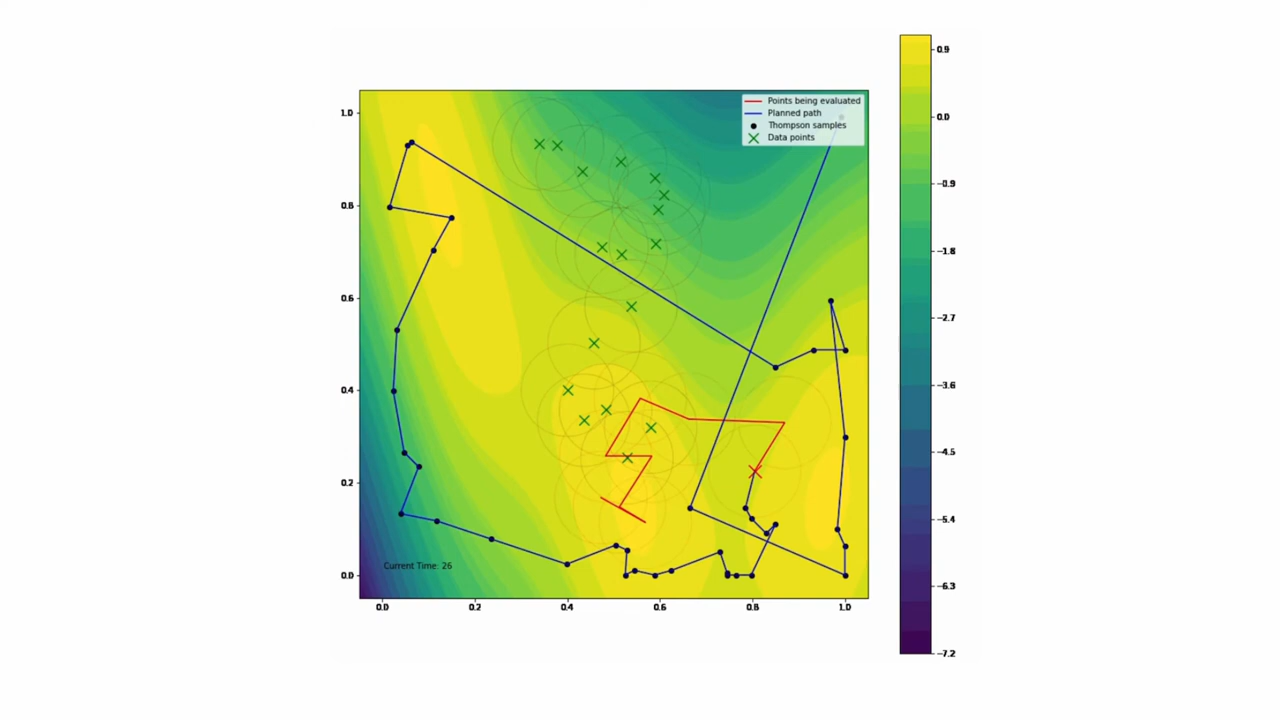 Points being evaluated
Planned path
Thompson samples
Data points
1.0
0.8
0.6
0.4
0.2
0.0
Current Time: 26
0.0 0.2 0.4 0.6 0.8 1.0
0.9
0.0
−0.9
−1.8
−2.7
−3.6
−4.5
−5.4
−6.3
−7.2